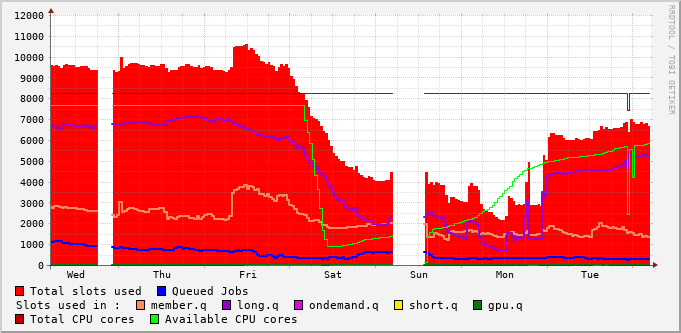 12000
11000
10000
9000
8000
7000
6000
5000
4000
3000
2000
1000
0
Wed Thu Fri Sat Sun Mon Tue
RRDTOOL / TOBI OETIKER
Total slots used Queued Jobs
Slots used in : member.q long.q ondemand.q short.q gpu.q
Total CPU cores Available CPU cores